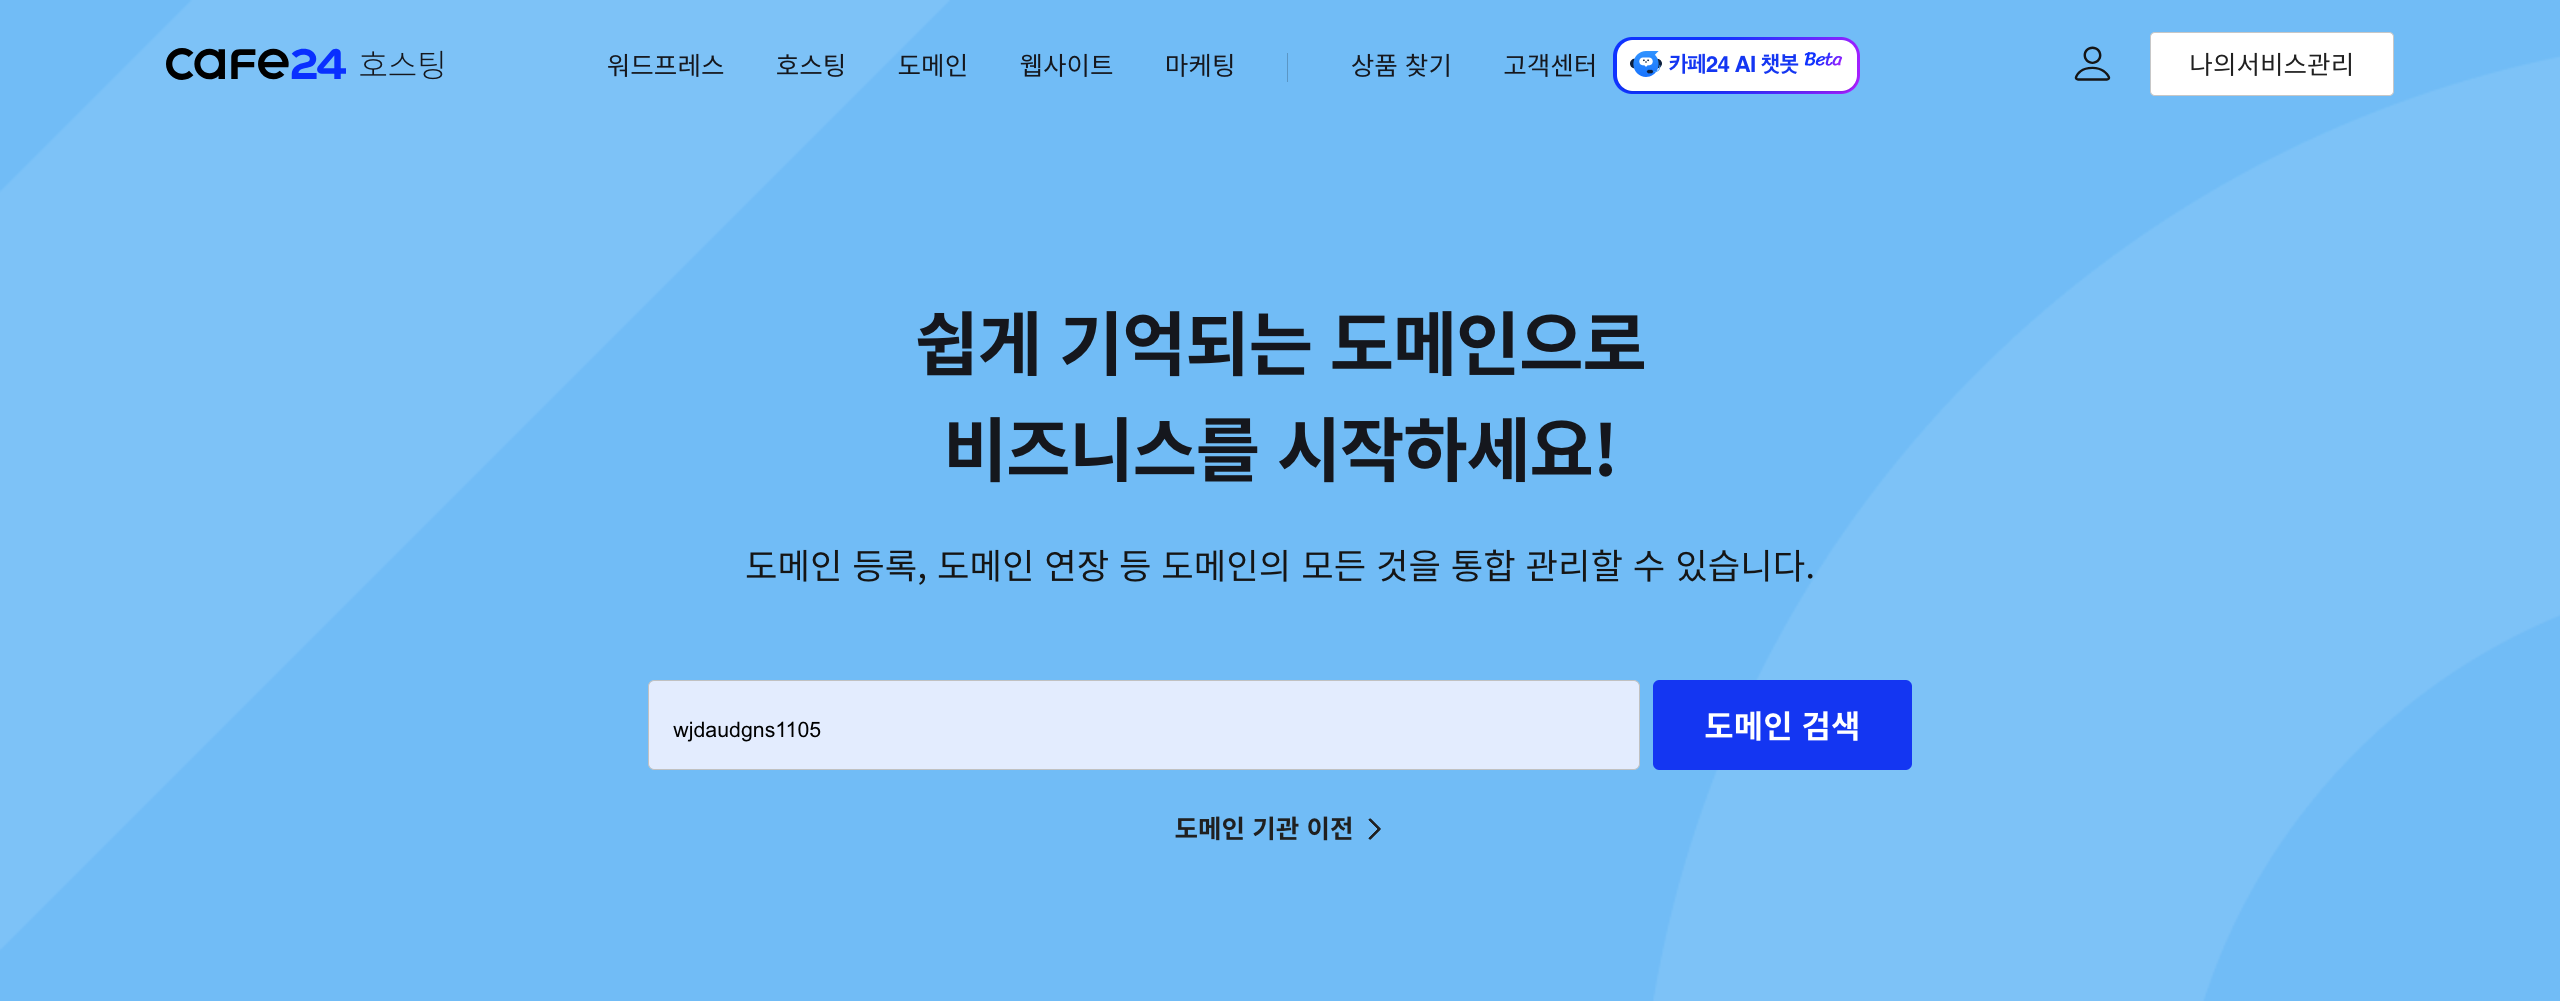 cafe24 호스팅
워드프레스 호스팅 도메인 웹사이트 마케팅 상품 찾기 고객센터 카페24 AI 챗봇 Beta 나의서비스관리
쉽게 기억되는 도메인으로
비즈니스를 시작하세요!
도메인 등록, 도메인 연장 등 도메인의 모든 것을 통합 관리할 수 있습니다.
wjdaudgns1105 도메인 검색
도메인 기관 이전